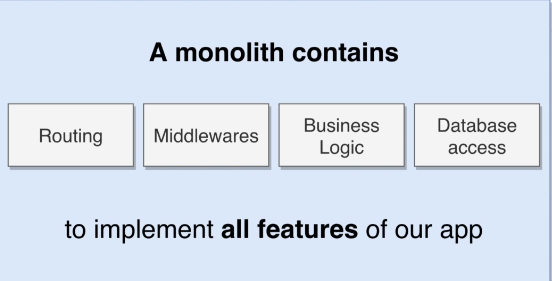 A monolith contains
Routing
Middlewares
Business
Logic
Database
access
to implement all features of our app